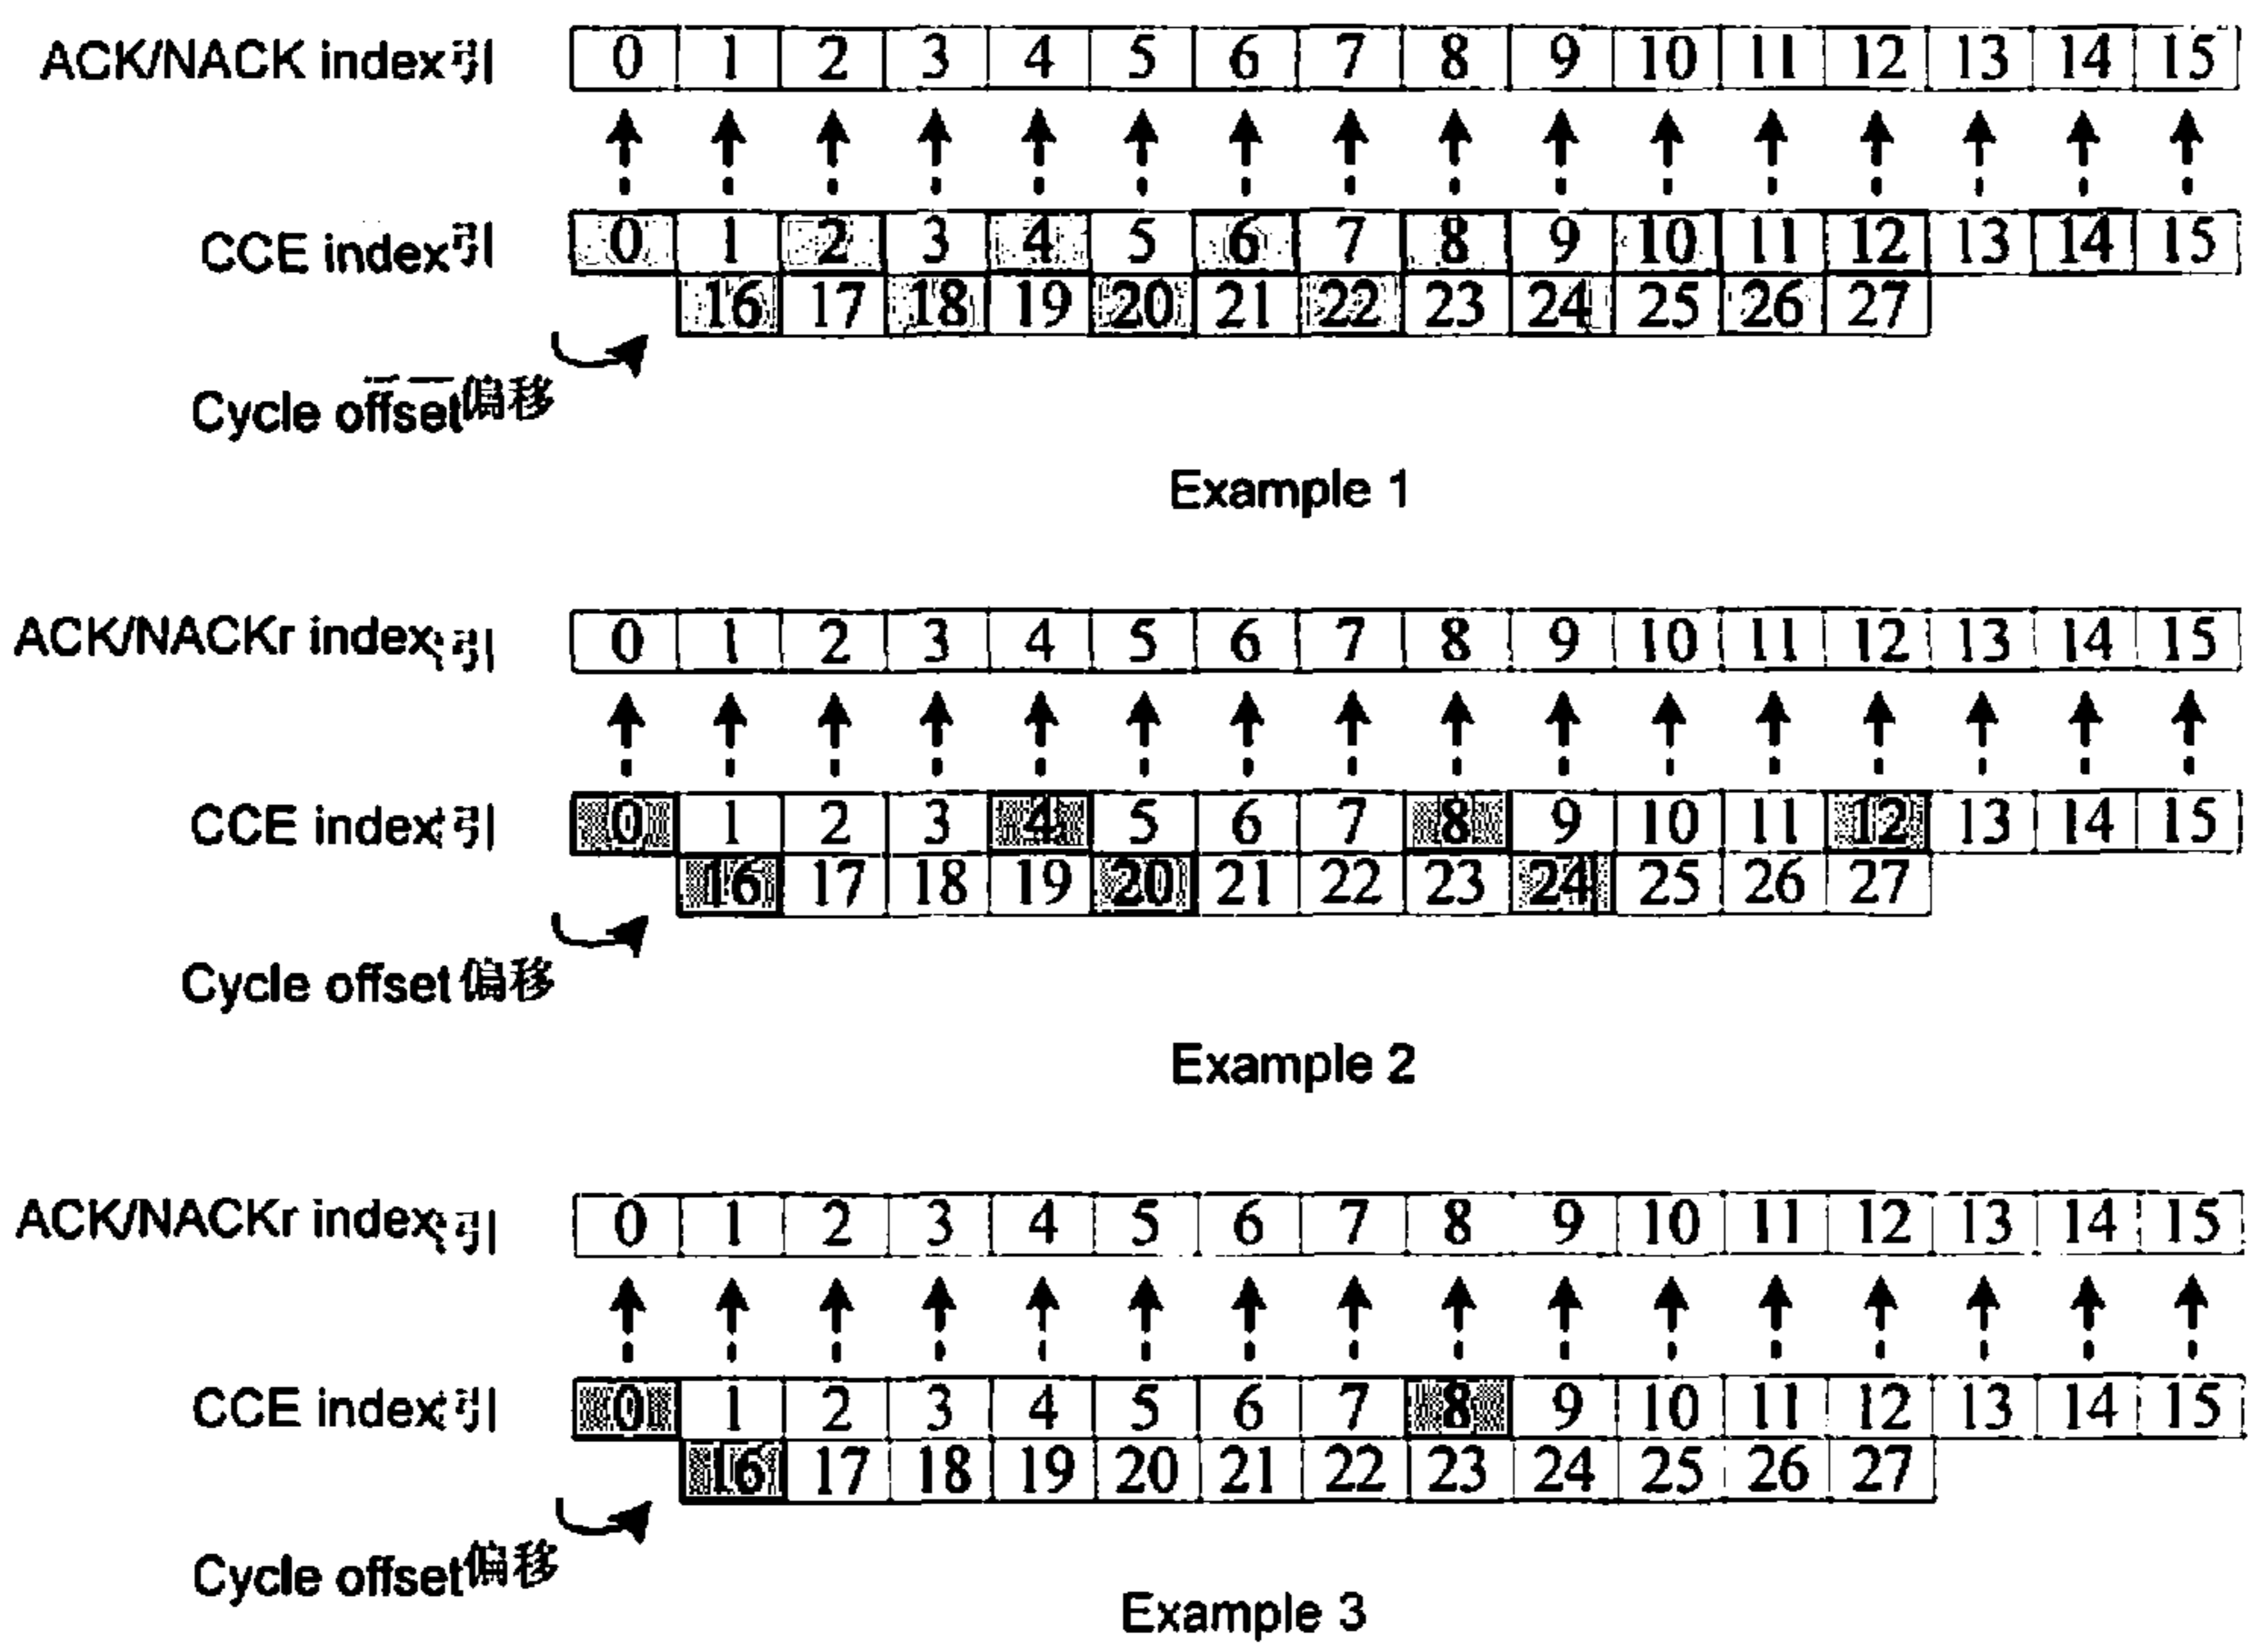 ACK/NACK index引 0 1 2 3 4 5 6 7 8 9 10 11 12 13 14 15
CCE index引 0 1 2 3 4 5 6 7 8 9 10 11 12 13 14 15
16 17 18 19 20 21 22 23 24 25 26 27
Cycle offset偏移
Example 1
ACK/NACKr index引 0 1 2 3 4 5 6 7 8 9 10 11 12 13 14 15
CCE index引 0 1 2 3 4 5 6 7 8 9 10 11 12 13 14 15
16 17 18 19 20 21 22 23 24 25 26 27
Cycle offset偏移
Example 2
ACK/NACKr index引 0 1 2 3 4 5 6 7 8 9 10 11 12 13 14 15
CCE index引 0 1 2 3 4 5 6 7 8 9 10 11 12 13 14 15
16 17 18 19 20 21 22 23 24 25 26 27
Cycle offset偏移
Example 3